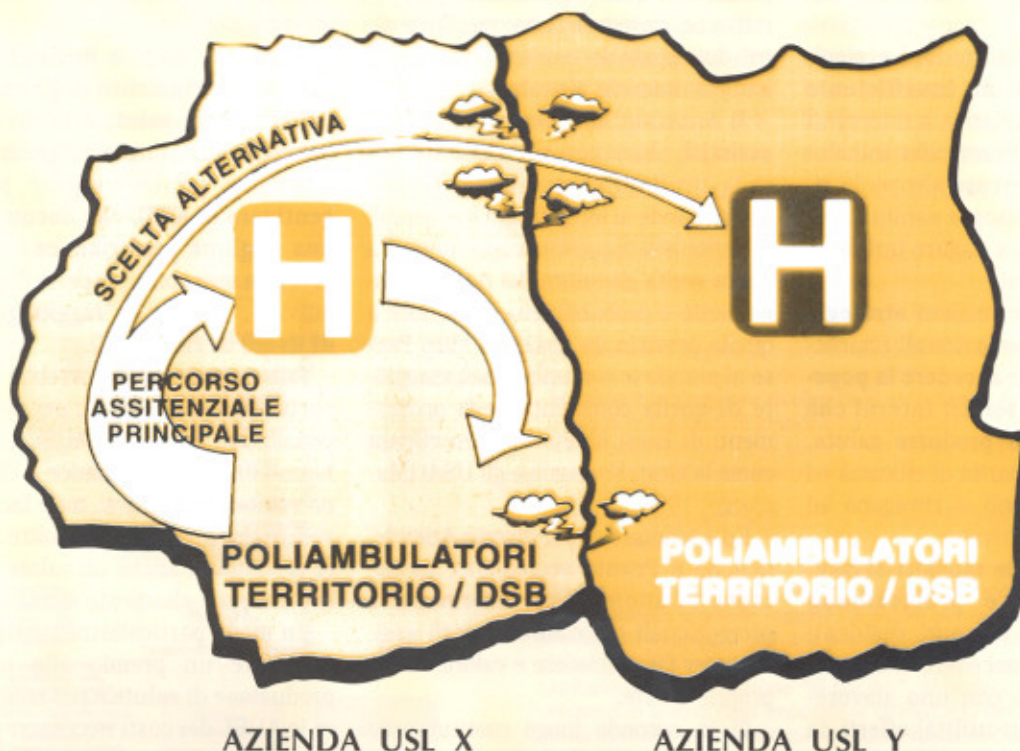 SCELTA ALTERNATIVA
H
H
PERCORSO
ASSITENZIALE
PRINCIPALE
POLIAMBULATORI
TERRITORIO / DSB
POLIAMBULATORI
TERRITORIO / DSB
AZIENDA USL X
AZIENDA USL Y